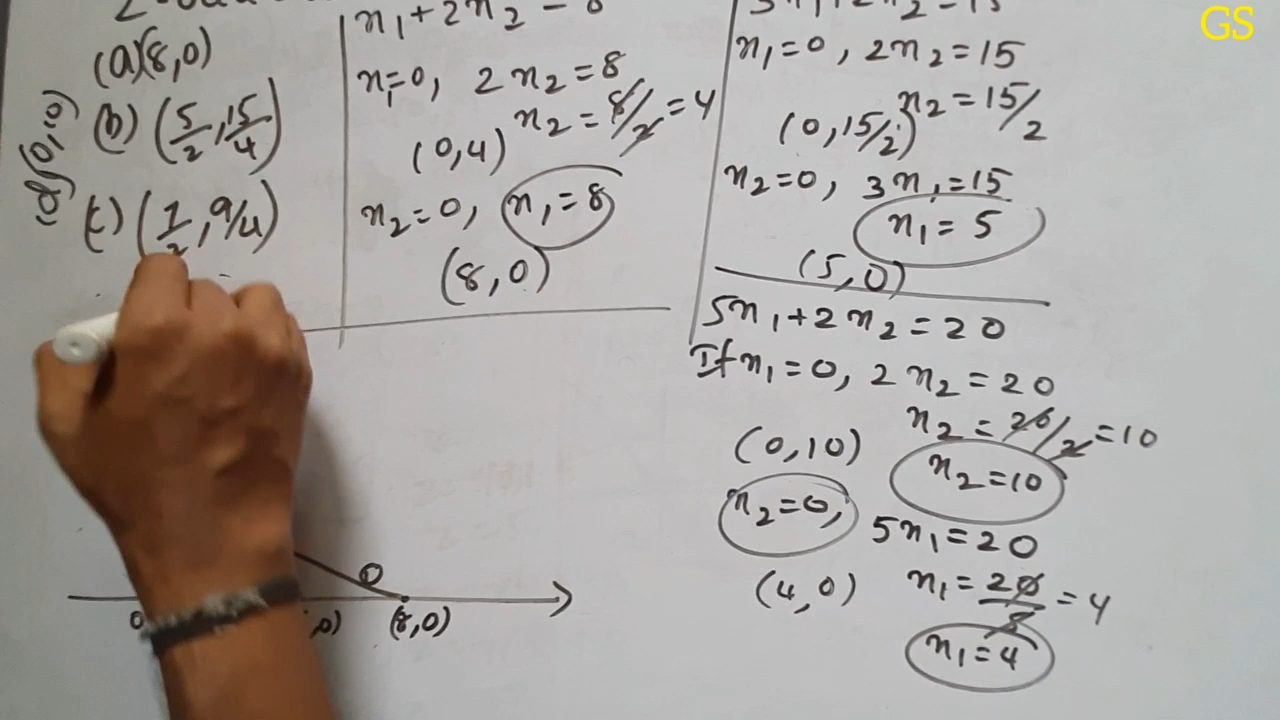 (a) (8,0)
(b) (5/2, 15/4)
(c) (7/2, 9/4)
(d) (0,10)
x₁+2x₂=8
x₁=0, 2x₂=8
x₂=8/2=4
(0,4)
x₂=0, x₁=8
(8,0)
x₁=0, 2x₂=15
x₂=15/2
(0,15/2)
x₂=0, 3x₁=15
x₁=5
(5,0)
5x₁+2x₂=20
If x₁=0, 2x₂=20
x₂=20/2=10
(0,10)
x₂=10
x₂=0,
5x₁=20
(4,0)
x₁=20/5=4
x₁=4
0
,0)
(8,0)
GS